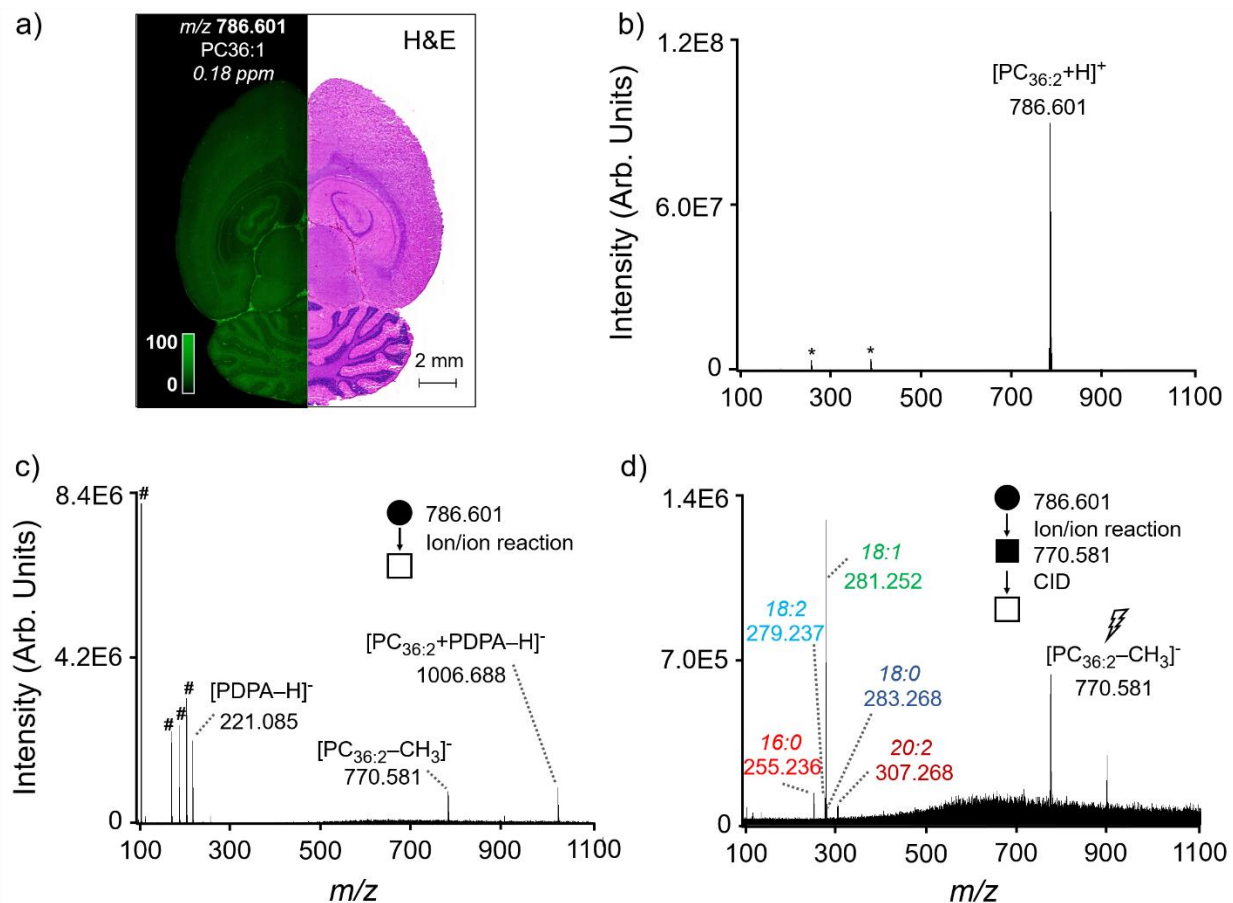 a)
m/z 786.601
PC36:1
0.18 ppm
H&E
100
0
2 mm
b)
Intensity (Arb. Units)
1.2E8
6.0E7
0
[PC36:2+H]+
786.601
*
*
100
300
500
700
900
1100
c)
Intensity (Arb. Units)
8.4E6
4.2E6
0
#
#
#
#
786.601
Ion/ion reaction
[PDPA–H]-
221.085
[PC36:2–CH3]-
770.581
[PC36:2+PDPA–H]-
1006.688
100
300
500
700
900
1100
m/z
d)
1.4E6
7.0E5
0
786.601
Ion/ion reaction
770.581
CID
18:1
281.252
18:2
279.237
18:0
283.268
16:0
255.236
20:2
307.268
[PC36:2–CH3]-
770.581
100
300
500
700
900
1100
m/z